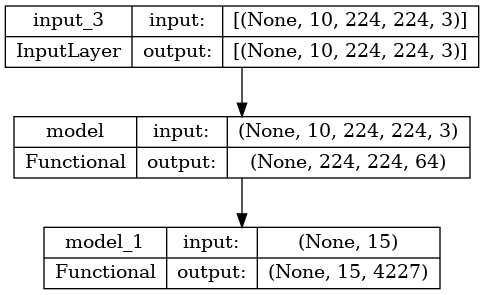 input_3 input: [(None, 10, 224, 224, 3)]
InputLayer output: [(None, 10, 224, 224, 3)]
model input: (None, 10, 224, 224, 3)
Functional output: (None, 224, 224, 64)
model_1 input: (None, 15)
Functional output: (None, 15, 4227)